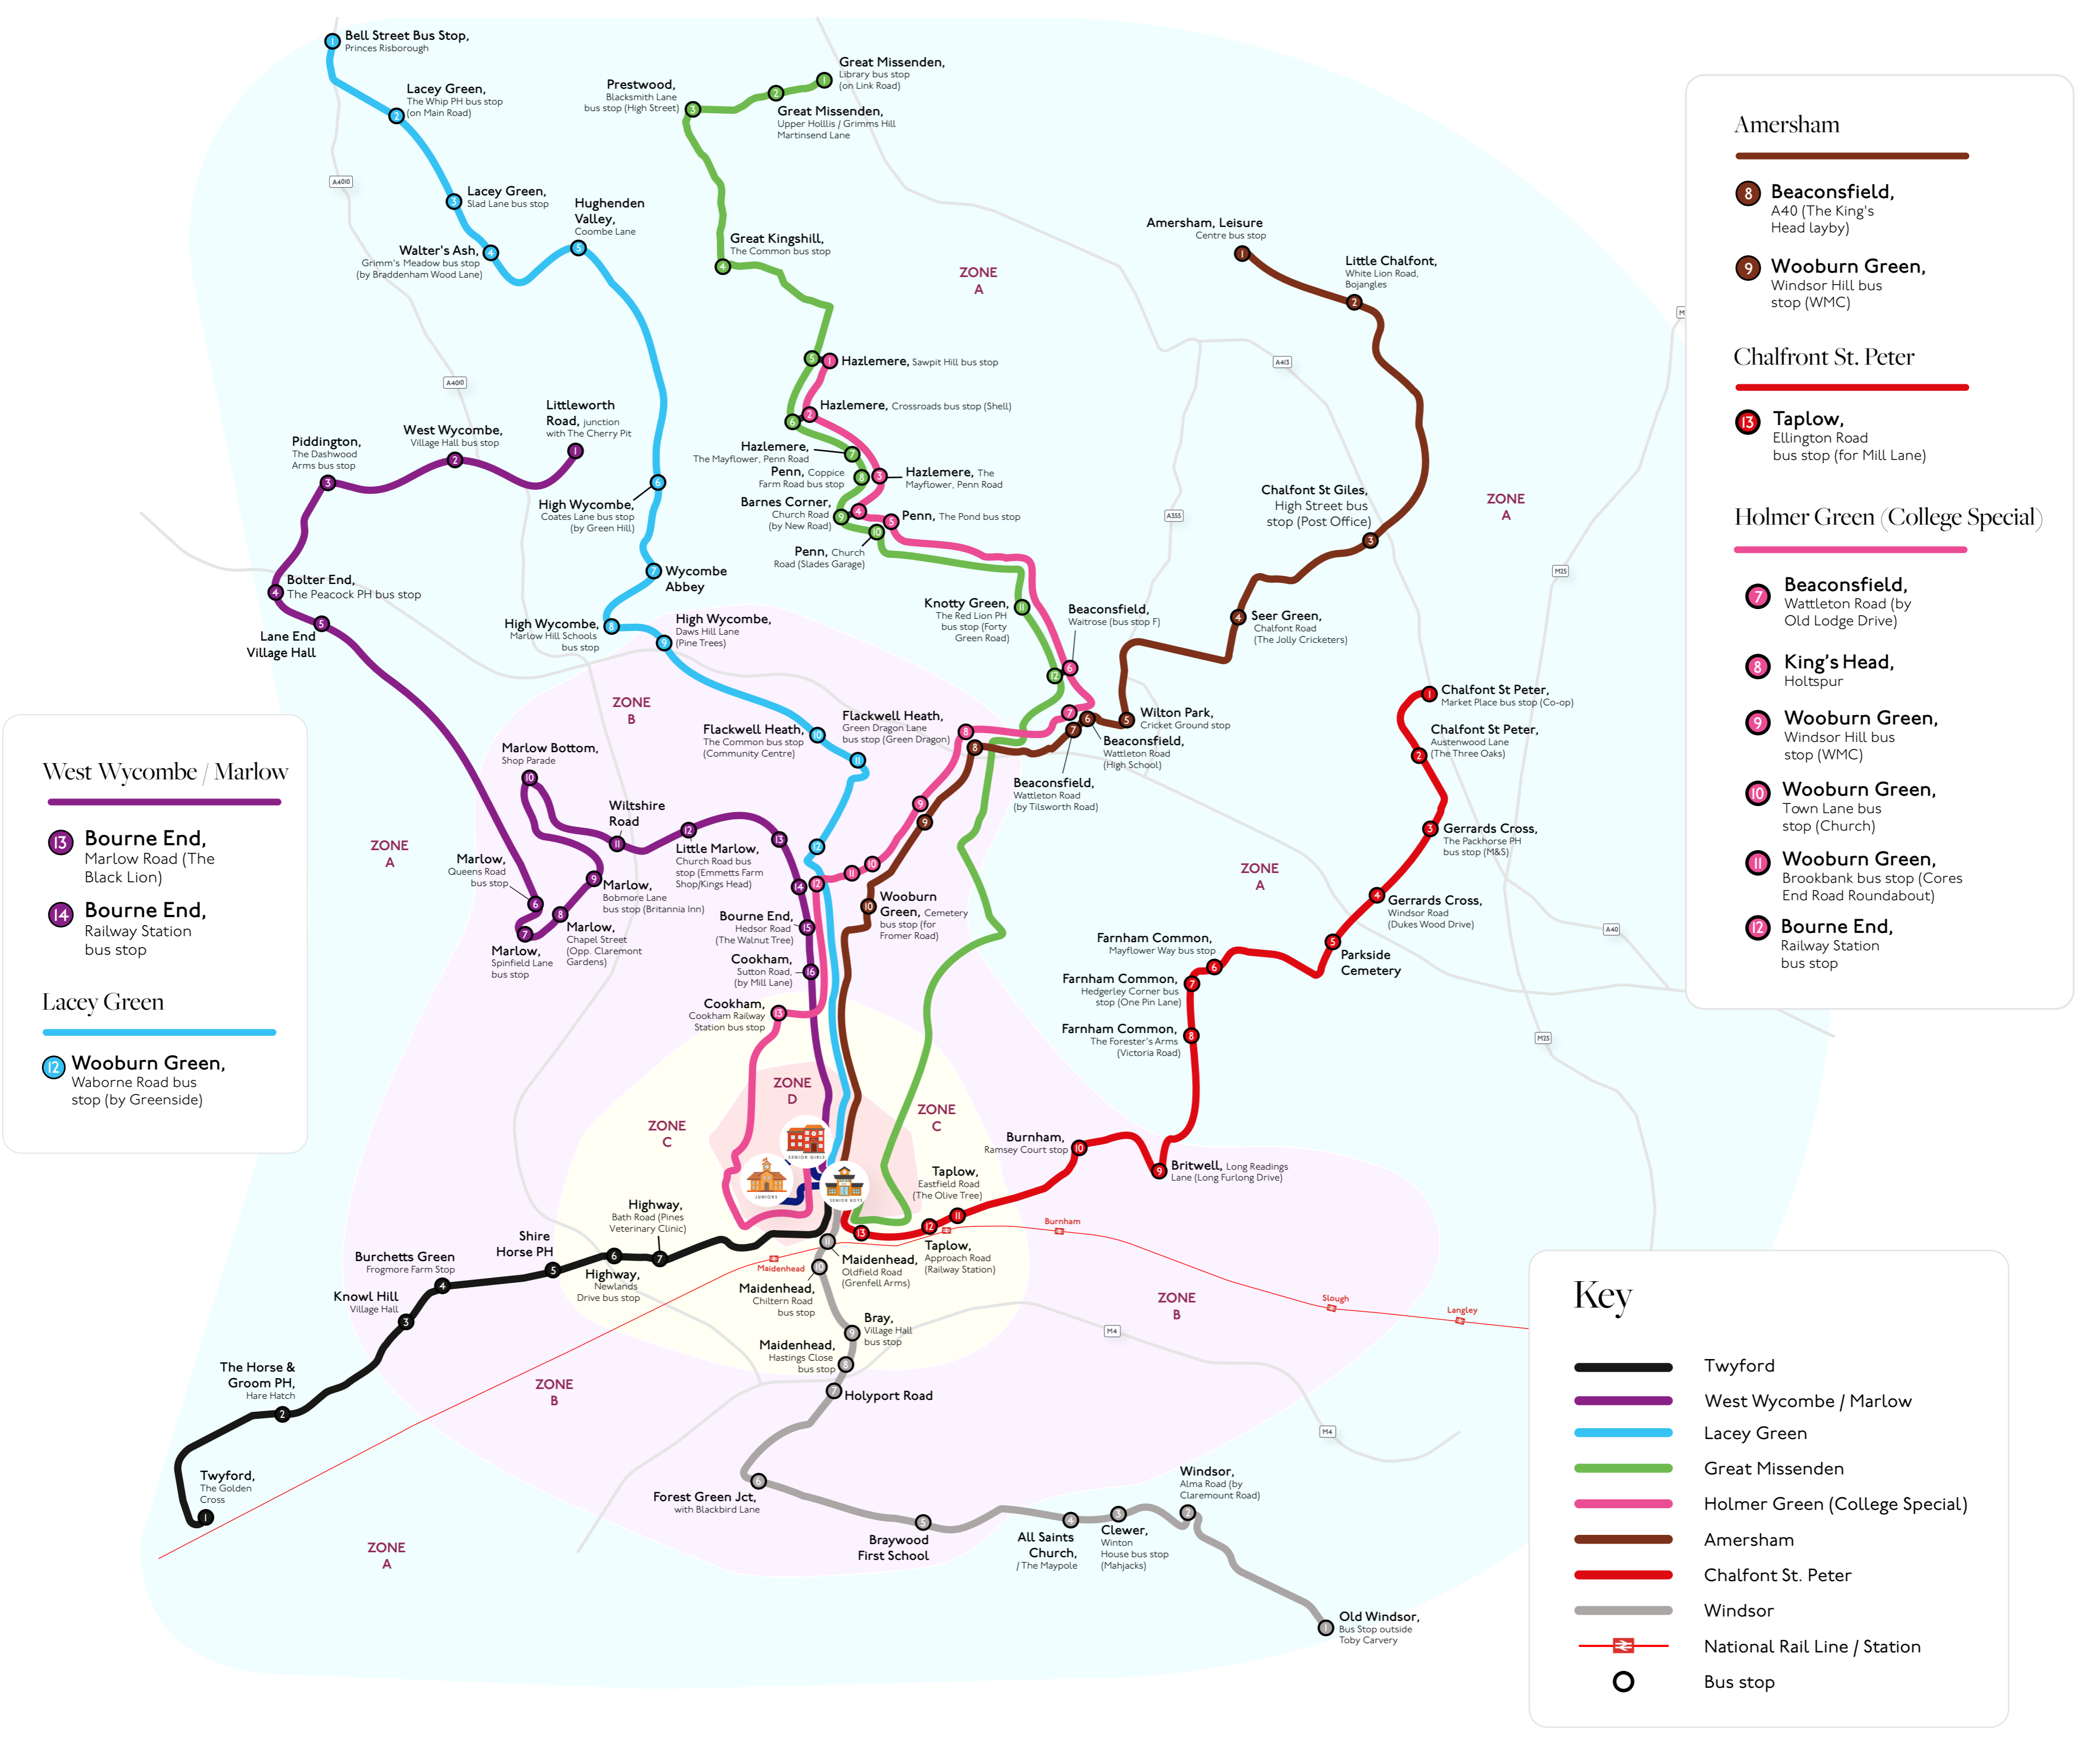 Bell Street Bus Stop,
Princes Risborough
Lacey Green,
The Whip PH bus stop
(on Main Road)
Lacey Green,
Slad Lane bus stop
Walter's Ash,
Grimm's Meadow bus stop
(by Braddenham Wood Lane)
Hughenden
Valley,
Coombe Lane
A4010
A4010
Prestwood,
Blacksmith Lane
bus stop (High Street)
Great Missenden,
Library bus stop
(on Link Road)
Great Missenden,
Upper Holllis / Grimms Hill
Martinsend Lane
Great Kingshill,
The Common bus stop
ZONE
A
Amersham, Leisure
Centre bus stop
Little Chalfont,
White Lion Road,
Bojangles
A413
Hazlemere, Sawpit Hill bus stop
Hazlemere, Crossroads bus stop (Shell)
Hazlemere,
The Mayflower, Penn Road
Penn, Coppice
Farm Road bus stop
Hazlemere, The
Mayflower, Penn Road
Barnes Corner,
Church Road
(by New Road)
Penn, The Pond bus stop
Penn, Church
Road (Slades Garage)
Littleworth
Road, junction
with The Cherry Pit
West Wycombe,
Village Hall bus stop
Piddington,
The Dashwood
Arms bus stop
High Wycombe,
Coates Lane bus stop
(by Green Hill)
Wycombe
Abbey
Bolter End,
The Peacock PH bus stop
Lane End
Village Hall
High Wycombe,
Marlow Hill Schools
bus stop
High Wycombe,
Daws Hill Lane
(Pine Trees)
Knotty Green,
The Red Lion PH
bus stop (Forty
Green Road)
Beaconsfield,
Waitrose (bus stop F)
Chalfont St Giles,
High Street bus
stop (Post Office)
ZONE
A
A355
M25
Seer Green,
Chalfont Road
(The Jolly Cricketers)
Wilton Park,
Cricket Ground stop
Beaconsfield,
Wattleton Road
(High School)
Beaconsfield,
Wattleton Road
(by Tilsworth Road)
Chalfont St Peter,
Market Place bus stop (Co-op)
Chalfont St Peter,
Austenwood Lane
(The Three Oaks)
Gerrards Cross,
The Packhorse PH
bus stop (M&S)
Gerrards Cross,
Windsor Road
(Dukes Wood Drive)
Parkside
Cemetery
ZONE
A
A40
M25
ZONE
B
Flackwell Heath,
The Common bus stop
(Community Centre)
Flackwell Heath,
Green Dragon Lane
bus stop (Green Dragon)
Marlow Bottom,
Shop Parade
Wiltshire
Road
Little Marlow,
Church Road bus
stop (Emmetts Farm
Shop/Kings Head)
ZONE
A
Marlow,
Queens Road
bus stop
Marlow,
Bobmore Lane
bus stop (Britannia Inn)
Marlow,
Chapel Street
(Opp. Claremont
Gardens)
Marlow,
Spinfield Lane
bus stop
Bourne End,
Hedsor Road
(The Walnut Tree)
Cookham,
Sutton Road,
(by Mill Lane)
Cookham,
Cookham Railway
Station bus stop
Wooburn
Green, Cemetery
bus stop (for
Fromer Road)
Farnham Common,
Mayflower Way bus stop
Farnham Common,
Hedgerley Corner bus
stop (One Pin Lane)
Farnham Common,
The Forester's Arms
(Victoria Road)
ZONE
D
ZONE
C
ZONE
C
SENIOR GIRLS
JUNIORS
SENIOR BOYS
Burnham,
Ramsey Court stop
Britwell, Long Readings
Lane (Long Furlong Drive)
Taplow,
Eastfield Road
(The Olive Tree)
Taplow,
Approach Road
(Railway Station)
Maidenhead
Burnham
Slough
Langley
Highway,
Bath Road (Pines
Veterinary Clinic)
Shire
Horse PH
Highway,
Newlands
Drive bus stop
Burchetts Green
Frogmore Farm Stop
Knowl Hill
Village Hall
The Horse &
Groom PH,
Hare Hatch
Twyford,
The Golden
Cross
Maidenhead,
Oldfield Road
(Grenfell Arms)
Maidenhead,
Chiltern Road
bus stop
Bray,
Village Hall
bus stop
Maidenhead,
Hastings Close
bus stop
Holyport Road
ZONE
B
ZONE
B
M4
M4
Forest Green Jct,
with Blackbird Lane
Braywood
First School
All Saints
Church,
/ The Maypole
Clewer,
Winton
House bus stop
(Mahjacks)
Windsor,
Alma Road (by
Claremont Road)
Old Windsor,
Bus Stop outside
Toby Carvery
ZONE
A
West Wycombe / Marlow
13 Bourne End,
Marlow Road (The
Black Lion)
14 Bourne End,
Railway Station
bus stop
Lacey Green
12 Wooburn Green,
Waborne Road bus
stop (by Greenside)
Amersham
8 Beaconsfield,
A40 (The King's
Head layby)
9 Wooburn Green,
Windsor Hill bus
stop (WMC)
Chalfront St. Peter
13 Taplow,
Ellington Road
bus stop (for Mill Lane)
Holmer Green (College Special)
7 Beaconsfield,
Wattleton Road (by
Old Lodge Drive)
8 King's Head,
Holtspur
9 Wooburn Green,
Windsor Hill bus
stop (WMC)
10 Wooburn Green,
Town Lane bus
stop (Church)
11 Wooburn Green,
Brookbank bus stop (Cores
End Road Roundabout)
12 Bourne End,
Railway Station
bus stop
Key
Twyford
West Wycombe / Marlow
Lacey Green
Great Missenden
Holmer Green (College Special)
Amersham
Chalfont St. Peter
Windsor
National Rail Line / Station
Bus stop